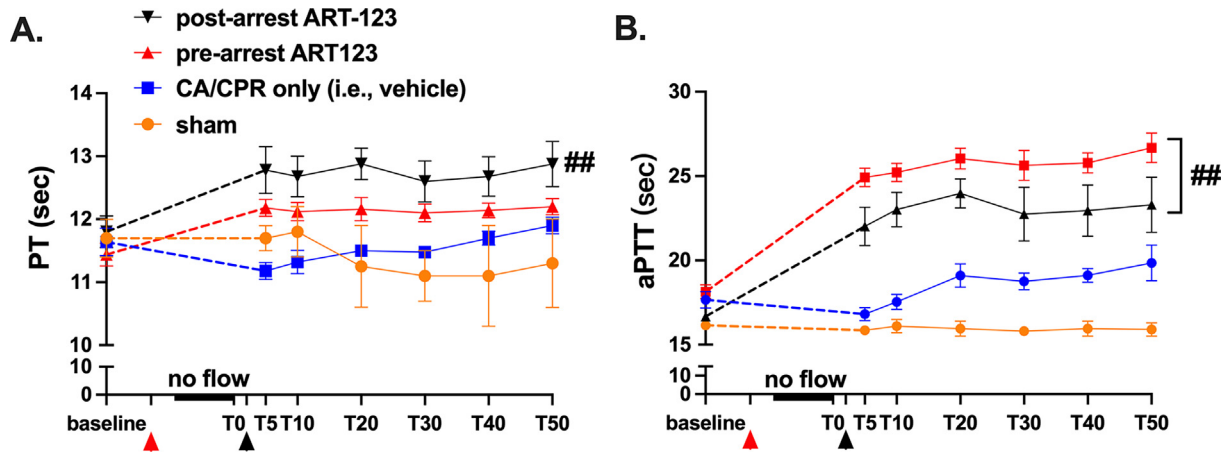 A.
post-arrest ART-123
pre-arrest ART123
CA/CPR only (i.e., vehicle)
sham
PT (sec)
14
13
12
11
10
10
0
##
no flow
baseline
T0
T5
T10
T20
T30
T40
T50
B.
aPTT (sec)
30
25
20
15
10
0
##
no flow
baseline
T0
T5
T10
T20
T30
T40
T50